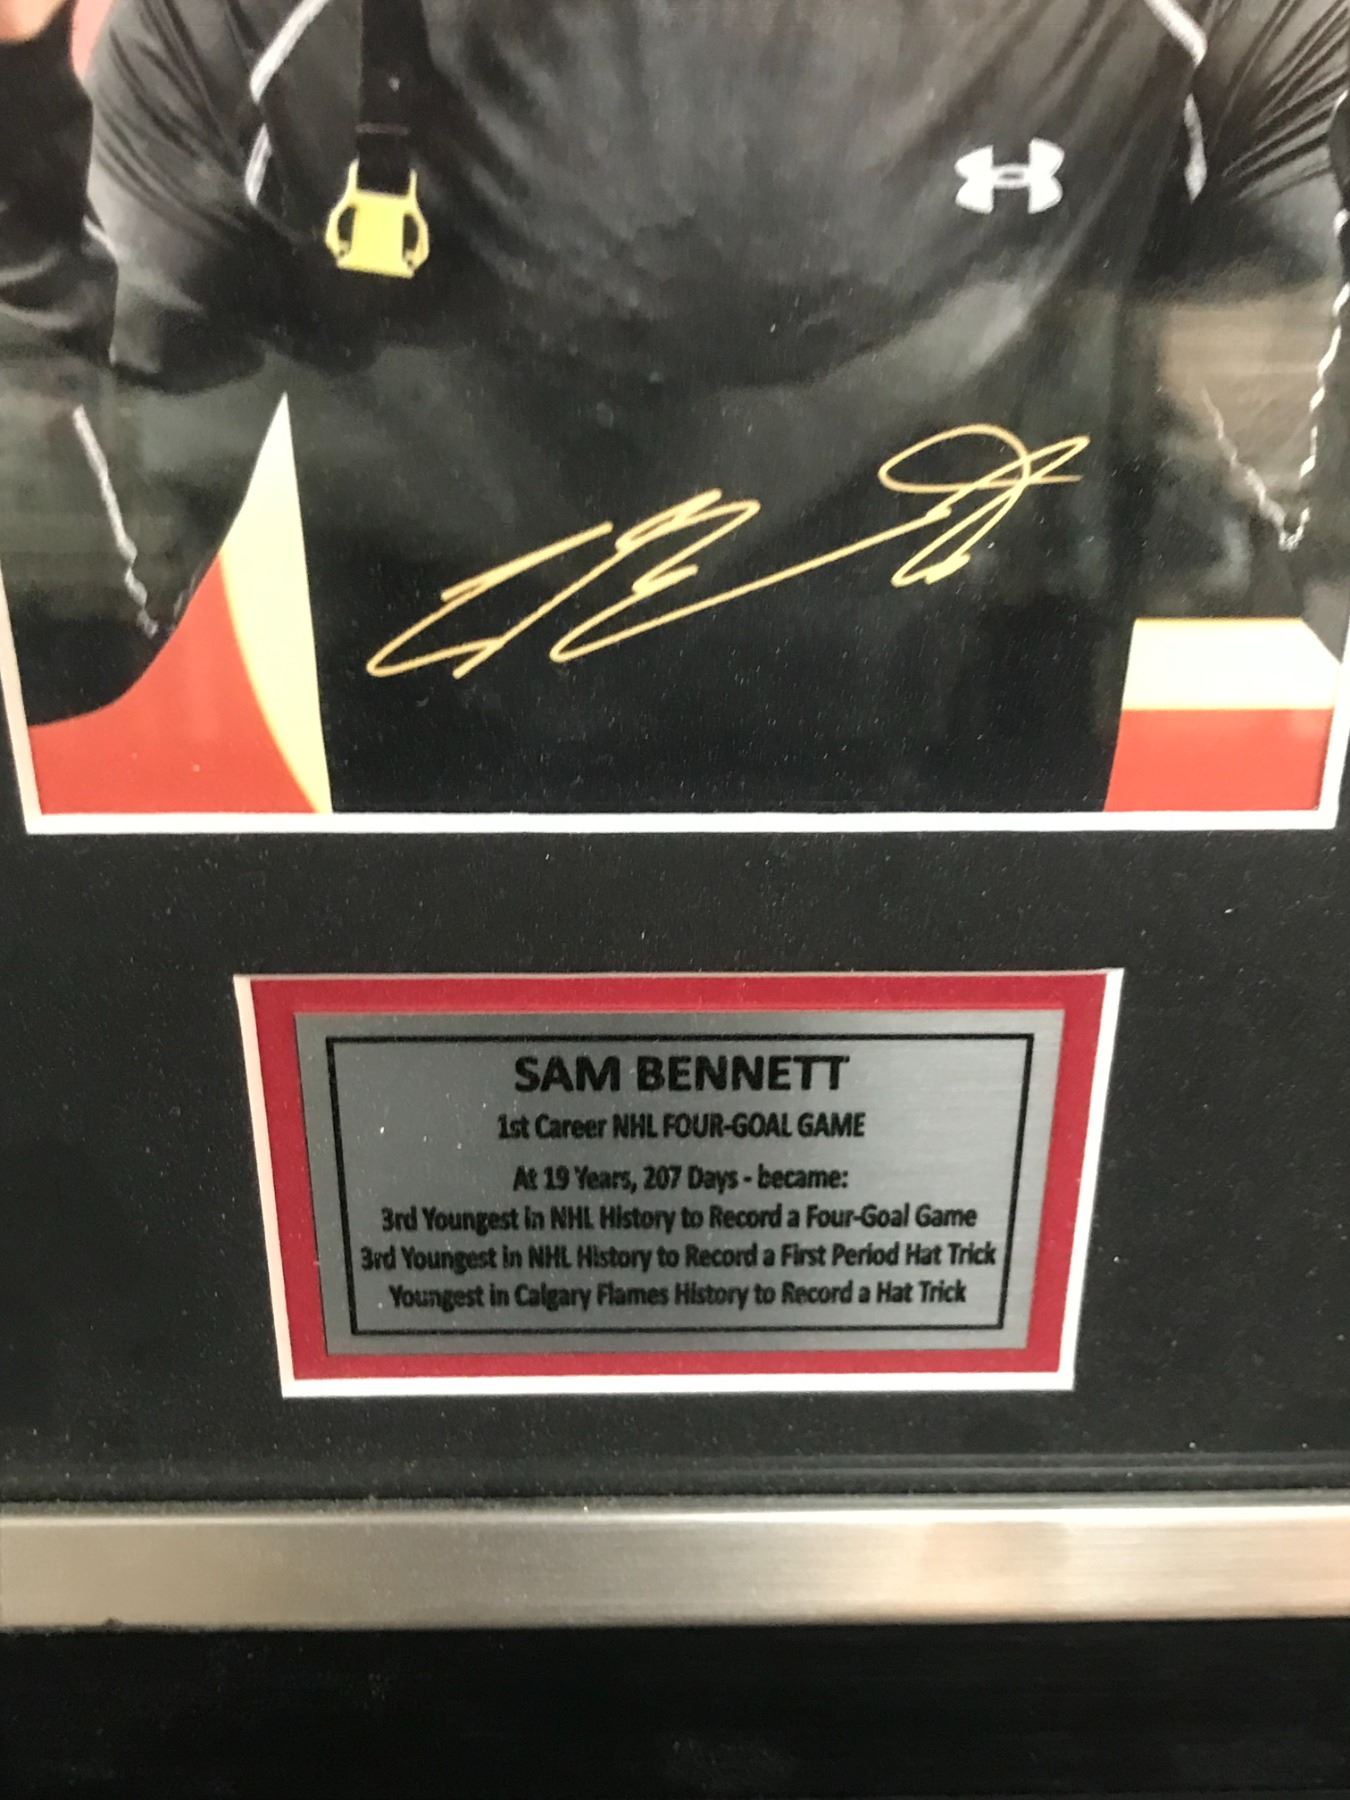 SAM BENNETT
1st Career NHL FOUR-GOAL GAME
At 19 Years, 207 Days - became:
3rd Youngest in NHL History to Record a Four-Goal Game
3rd Youngest in NHL History to Record a First Period Hat Trick
Youngest in Calgary Flames History to Record a Hat Trick